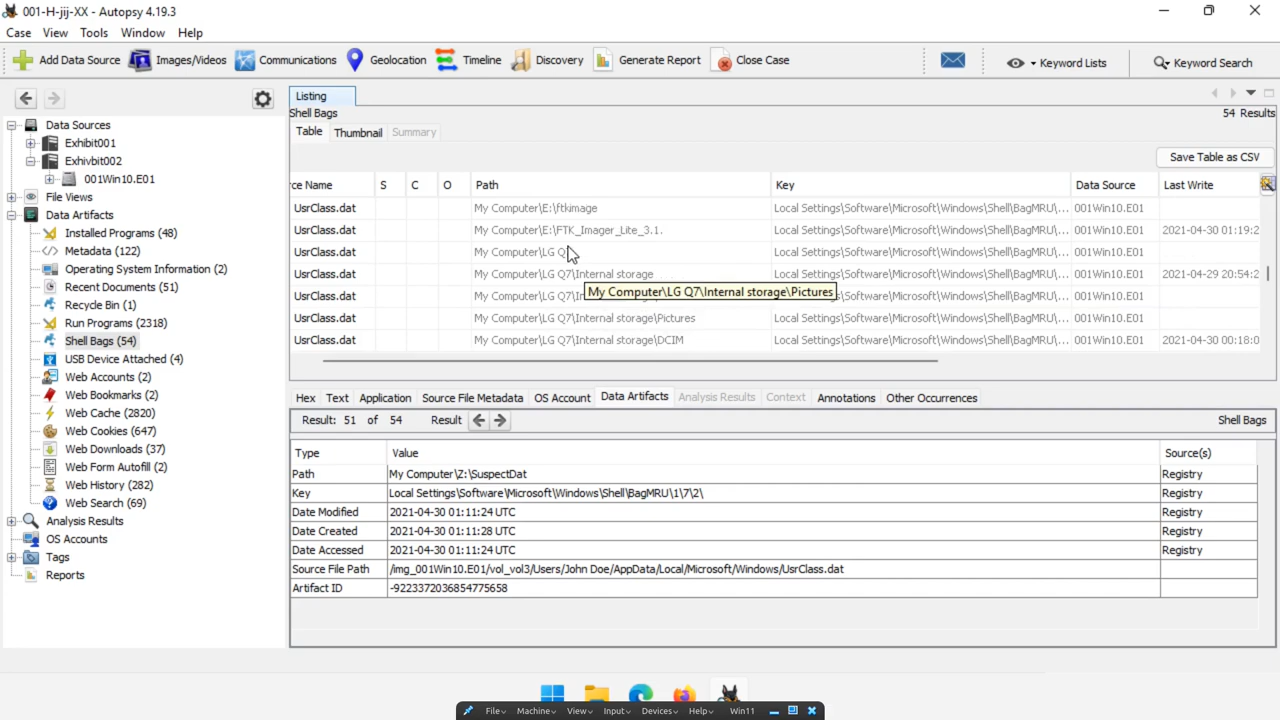 001-H-jij-XX - Autopsy 4.19.3
Case View Tools Window Help
Add Data Source Images/Videos Communications Geolocation Timeline Discovery Generate Report Close Case Keyword Lists Keyword Search
Data Sources
Exhibit001
Exhivbit002
001Win10.E01
File Views
Data Artifacts
Installed Programs (48)
Metadata (122)
Operating System Information (2)
Recent Documents (51)
Recycle Bin (1)
Run Programs (2318)
Shell Bags (54)
USB Device Attached (4)
Web Accounts (2)
Web Bookmarks (2)
Web Cache (2820)
Web Cookies (647)
Web Downloads (37)
Web Form Autofill (2)
Web History (282)
Web Search (69)
Analysis Results
OS Accounts
Tags
Reports
Listing
Shell Bags 54 Results
Table Thumbnail Summary
Save Table as CSV
rce Name S C O Path Key Data Source Last Write
UsrClass.dat My Computer\E:\ftkimage Local Settings\Software\Microsoft\Windows\Shell\BagMRU\... 001Win10.E01
UsrClass.dat My Computer\E:\FTK_Imager_Lite_3.1. Local Settings\Software\Microsoft\Windows\Shell\BagMRU\... 001Win10.E01 2021-04-30 01:19:2
UsrClass.dat My Computer\LG Q Local Settings\Software\Microsoft\Windows\Shell\BagMRU\... 001Win10.E01
UsrClass.dat My Computer\LG Q7\Internal storage Local Settings\Software\Microsoft\Windows\Shell\BagMRU\... 001Win10.E01 2021-04-29 20:54:2
My Computer\LG Q7\Internal storage\Pictures
UsrClass.dat My Computer\LG Q7\Inte 001Win10.E01
UsrClass.dat My Computer\LG Q7\Internal storage\Pictures Local Settings\Software\Microsoft\Windows\Shell\BagMRU\... 001Win10.E01
UsrClass.dat My Computer\LG Q7\Internal storage\DCIM Local Settings\Software\Microsoft\Windows\Shell\BagMRU\... 001Win10.E01 2021-04-30 00:18:0
Hex Text Application Source File Metadata OS Account Data Artifacts Analysis Results Context Annotations Other Occurrences
Result: 51 of 54 Result Shell Bags
Type Value Source(s)
Path My Computer\Z:\SuspectDat Registry
Key Local Settings\Software\Microsoft\Windows\Shell\BagMRU\1\7\2\ Registry
Date Modified 2021-04-30 01:11:24 UTC Registry
Date Created 2021-04-30 01:11:28 UTC Registry
Date Accessed 2021-04-30 01:11:24 UTC Registry
Source File Path /img_001Win10.E01/vol_vol3/Users/John Doe/AppData/Local/Microsoft/Windows/UsrClass.dat
Artifact ID -9223372036854775658
File Machine View Input Devices Help Win11